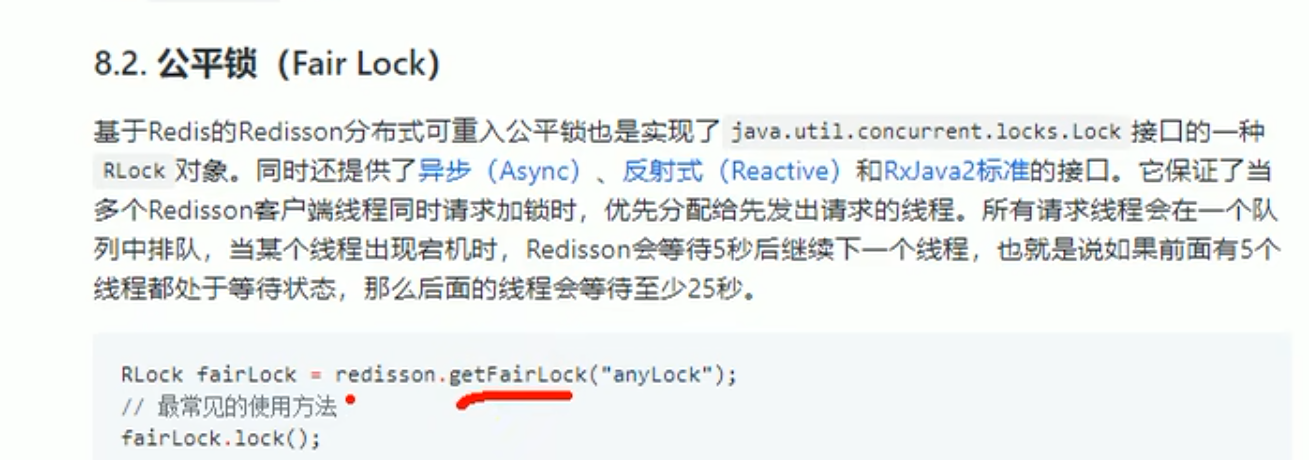 8.2. 公平锁（Fair Lock）
基于Redis的Redisson分布式可重入公平锁也是实现了 java.util.concurrent.locks.Lock 接口的一种
RLock 对象。同时还提供了异步（Async）、反射式（Reactive）和RxJava2标准的接口。它保证了当
多个Redisson客户端线程同时请求加锁时，优先分配给先发出请求的线程。所有请求线程会在一个队
列中排队，当某个线程出现宕机时，Redisson会等待5秒后继续下一个线程，也就是说如果前面有5个
线程都处于等待状态，那么后面的线程会等待至少25秒。
RLock fairLock = redisson.getFairLock("anyLock");
// 最常见的使用方法
fairLock.lock();